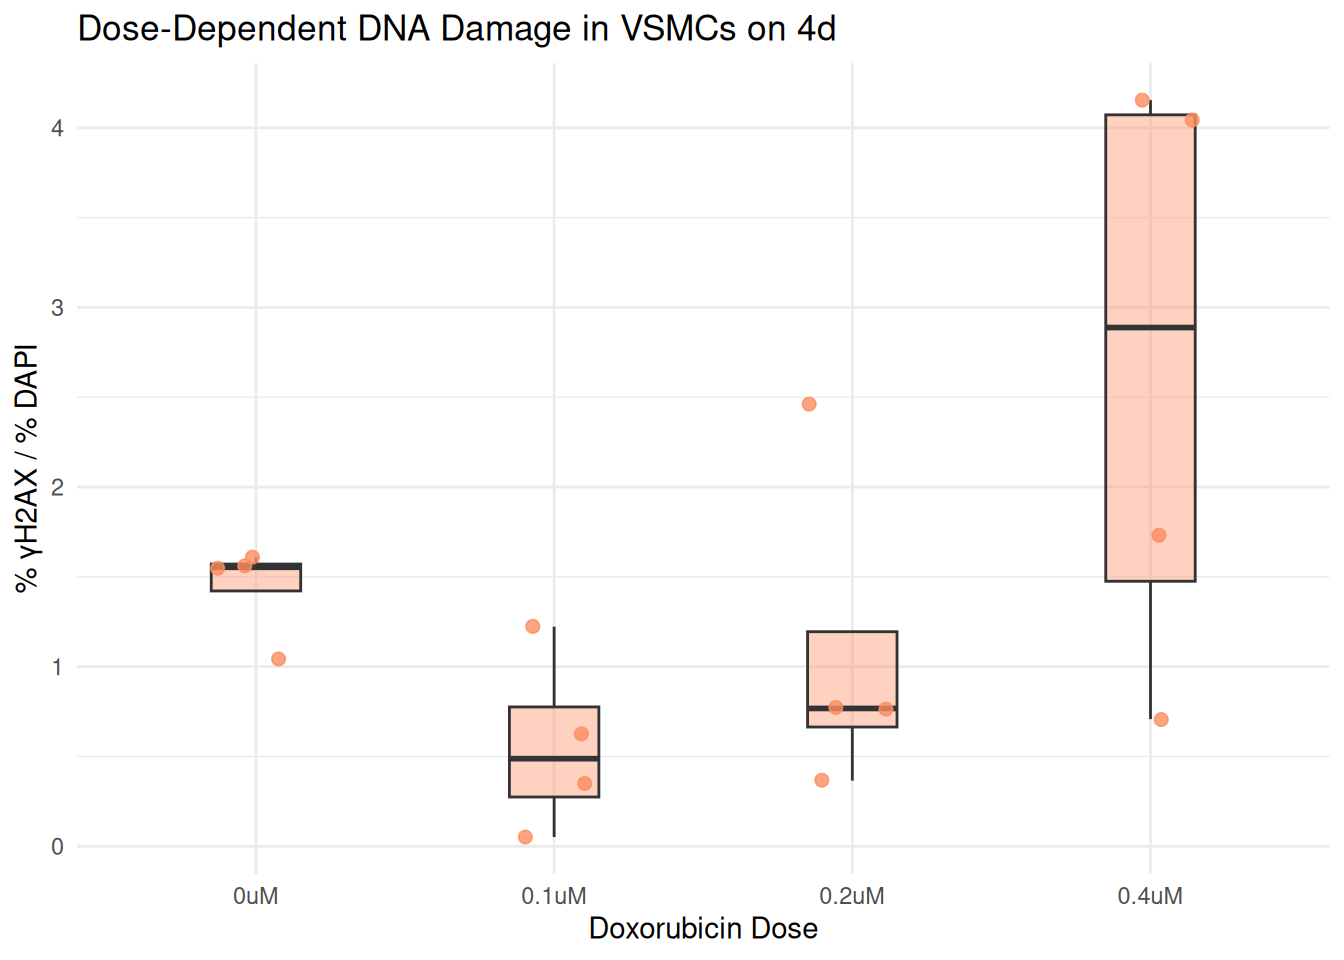 Dose-Dependent DNA Damage in VSMCs on 4d
% γH2AX / % DAPI
4
3
2
1
0
0uM 0.1uM 0.2uM 0.4uM
Doxorubicin Dose